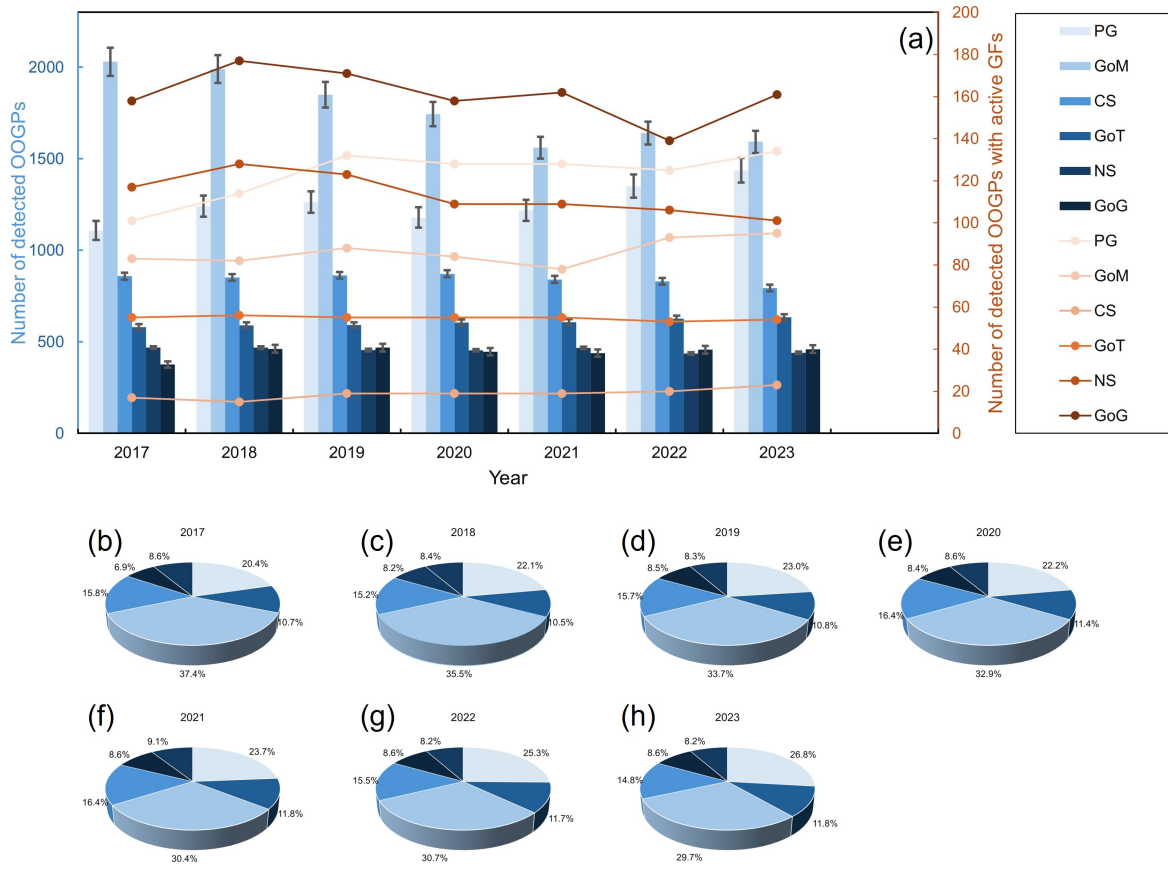 (a)
Number of detected OOGPs
2000
1500
1000
500
0
Number of detected OOGPs with active GFs
200
180
160
140
120
100
80
60
40
20
0
2017 2018 2019 2020 2021 2022 2023
Year
PG
GoM
CS
GoT
NS
GoG
PG
GoM
CS
GoT
NS
GoG
(b)
2017
8.6%
6.9%
20.4%
15.8%
10.7%
37.4%
(c)
2018
8.4%
8.2%
22.1%
15.2%
10.5%
35.5%
(d)
2019
8.3%
8.5%
23.0%
15.7%
10.8%
33.7%
(e)
2020
8.6%
8.4%
22.2%
16.4%
11.4%
32.9%
(f)
2021
9.1%
8.6%
23.7%
16.4%
11.8%
30.4%
(g)
2022
8.2%
8.6%
25.3%
15.5%
11.7%
30.7%
(h)
2023
8.2%
8.6%
26.8%
14.8%
11.8%
29.7%